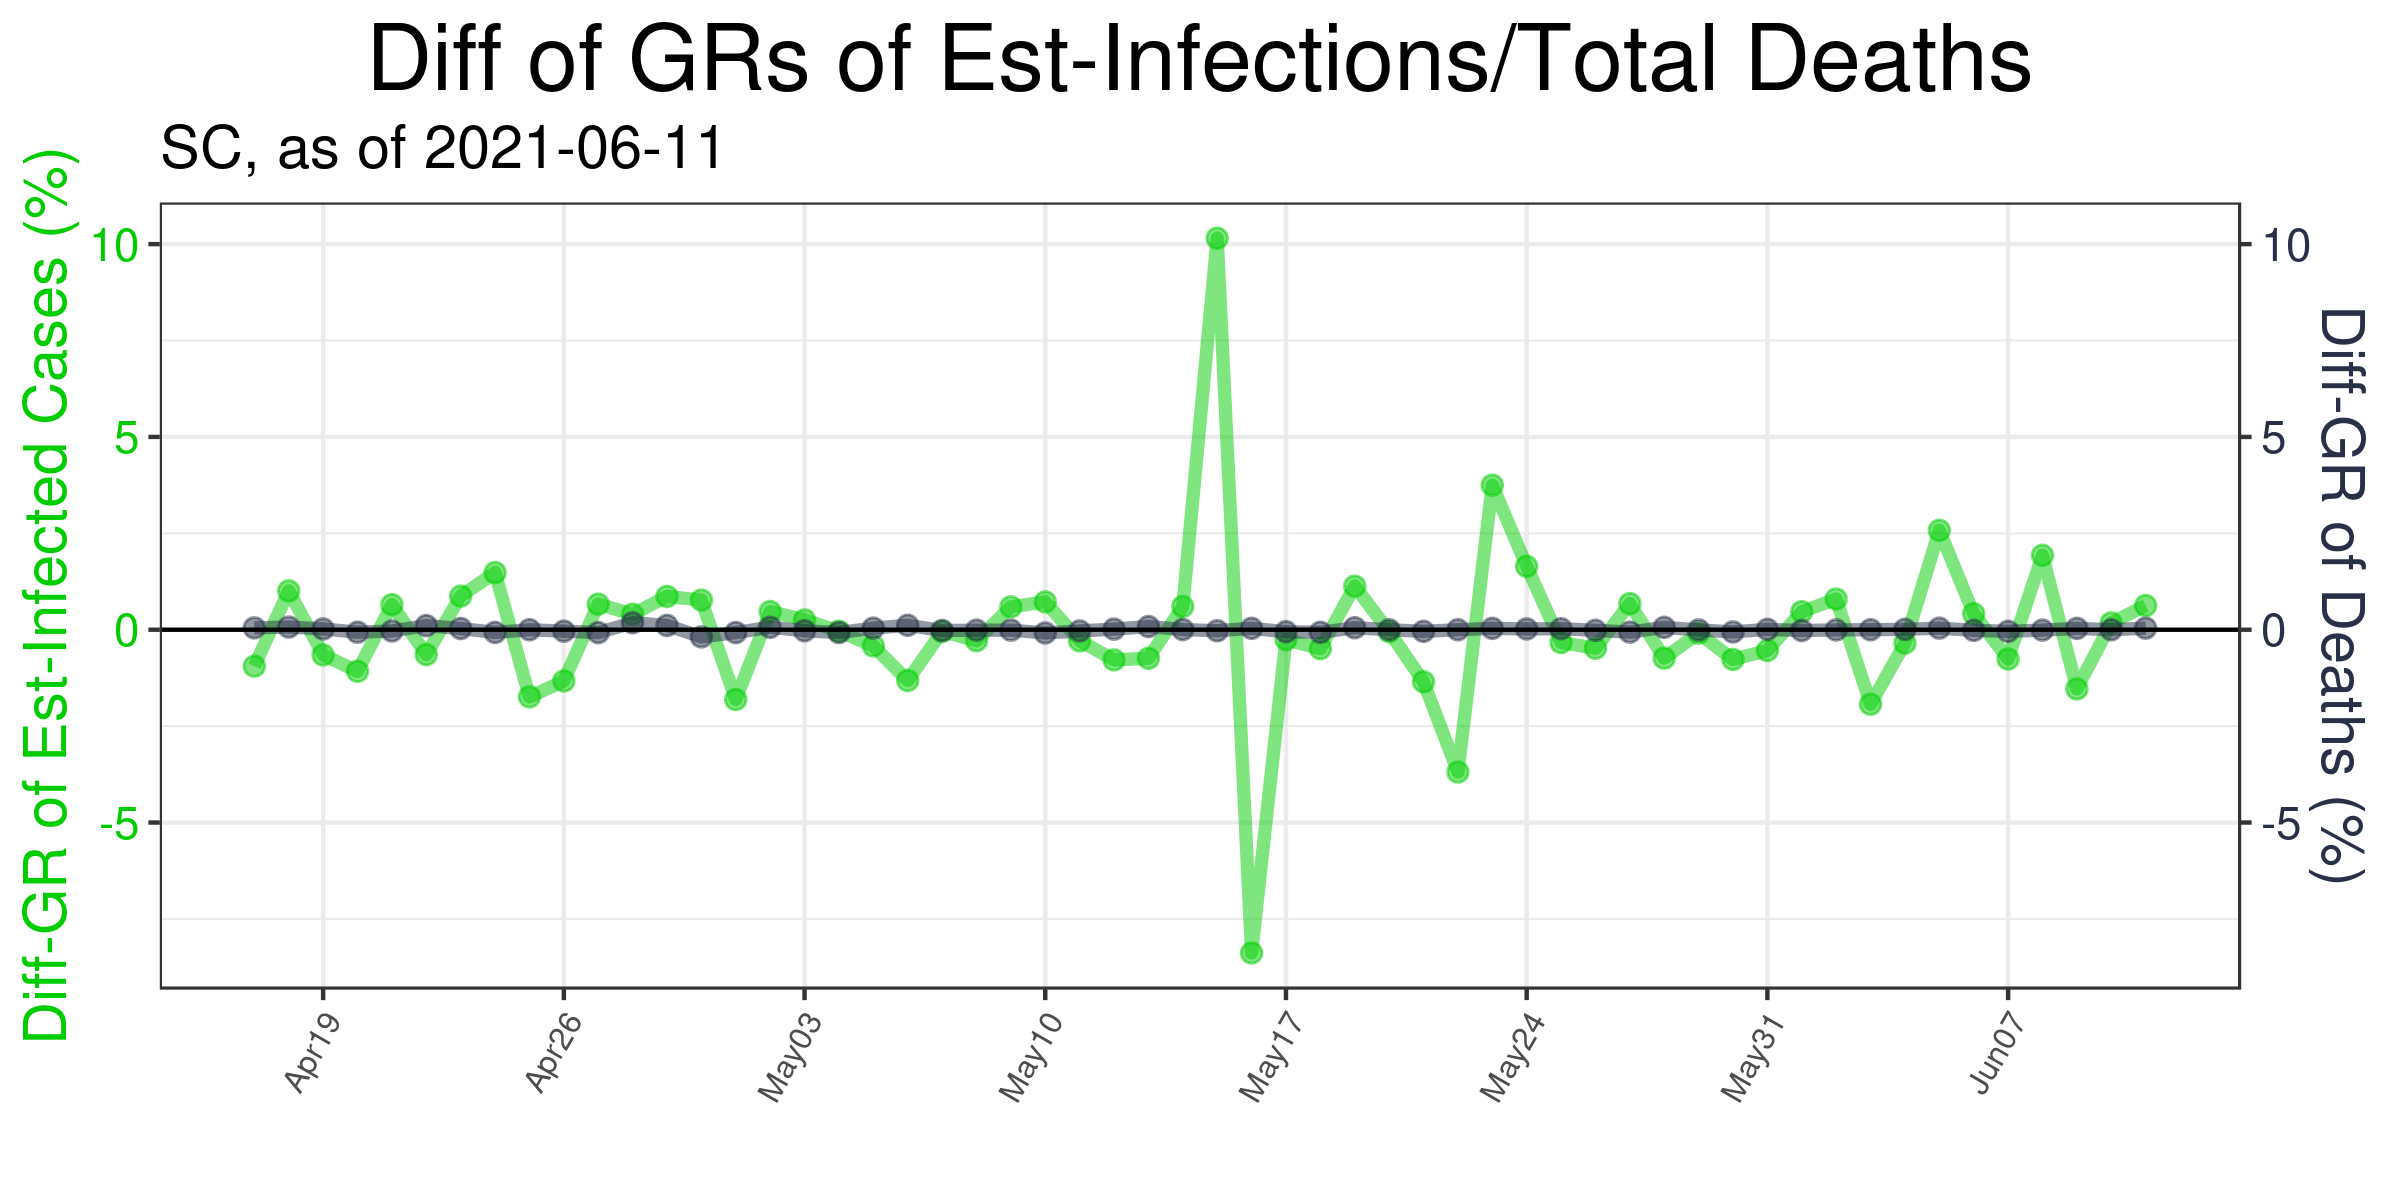 Diff of GRs of Est-Infections/Total Deaths
SC, as of 2021-06-11
Diff-GR of Est-Infected Cases (%)
10
5
0
-5
10
5
0
-5
Diff-GR of Deaths (%)
Apr19
Apr26
May03
May10
May17
May24
May31
Jun07